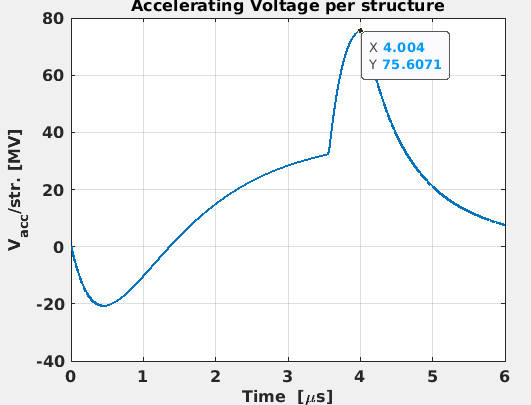 Accelerating Voltage per structure
80
60
40
20
0
-20
-40
V_acc/str. [MV]
X 4.004
Y 75.6071
0 1 2 3 4 5 6
Time [μs]